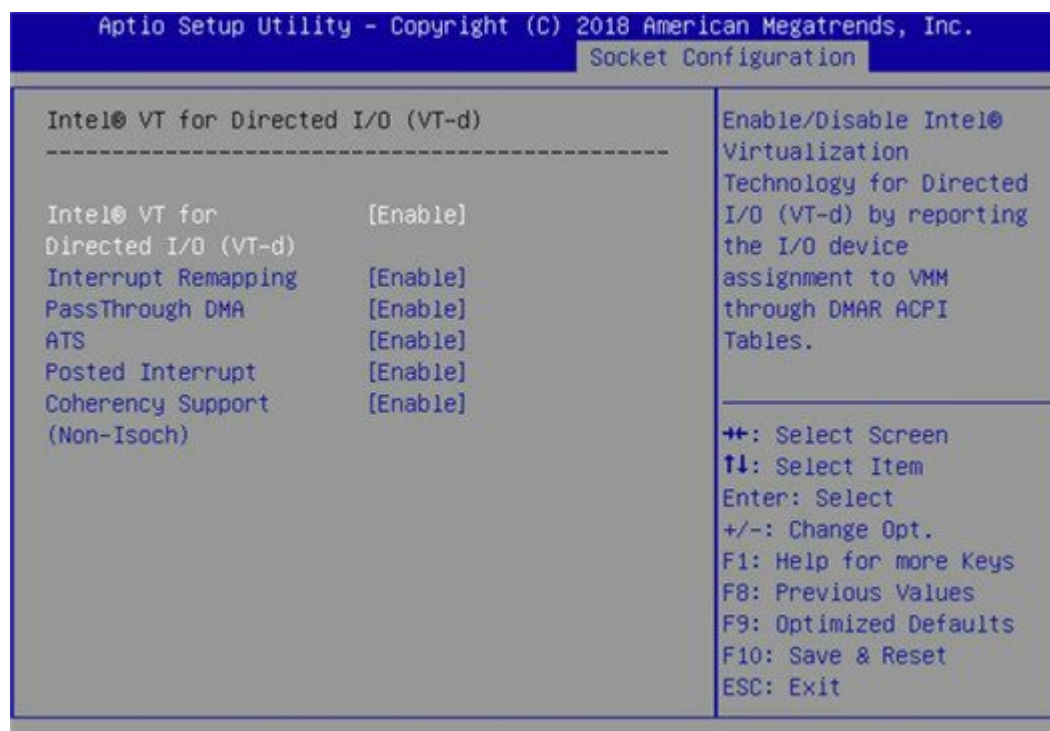 Aptio Setup Utility - Copyright (C) 2018 American Megatrends, Inc.
Socket Configuration
Intel® VT for Directed I/O (VT-d)
------------------------------------------------
Intel® VT for [Enable]
Directed I/O (VT-d)
Interrupt Remapping [Enable]
PassThrough DMA [Enable]
ATS [Enable]
Posted Interrupt [Enable]
Coherency Support [Enable]
(Non-Isoch)
Enable/Disable Intel®
Virtualization
Technology for Directed
I/O (VT-d) by reporting
the I/O device
assignment to VMM
through DMAR ACPI
Tables.
→←: Select Screen
↑↓: Select Item
Enter: Select
+/-: Change Opt.
F1: Help for more Keys
F8: Previous Values
F9: Optimized Defaults
F10: Save & Reset
ESC: Exit